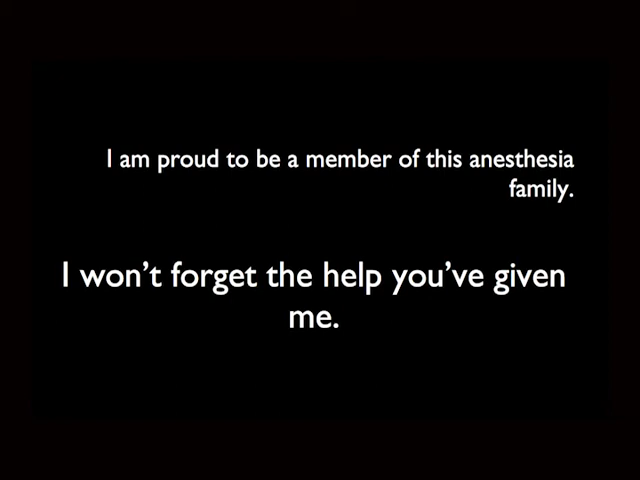 I am proud to be a member of this anesthesia
family.
I won't forget the help you've given
me.